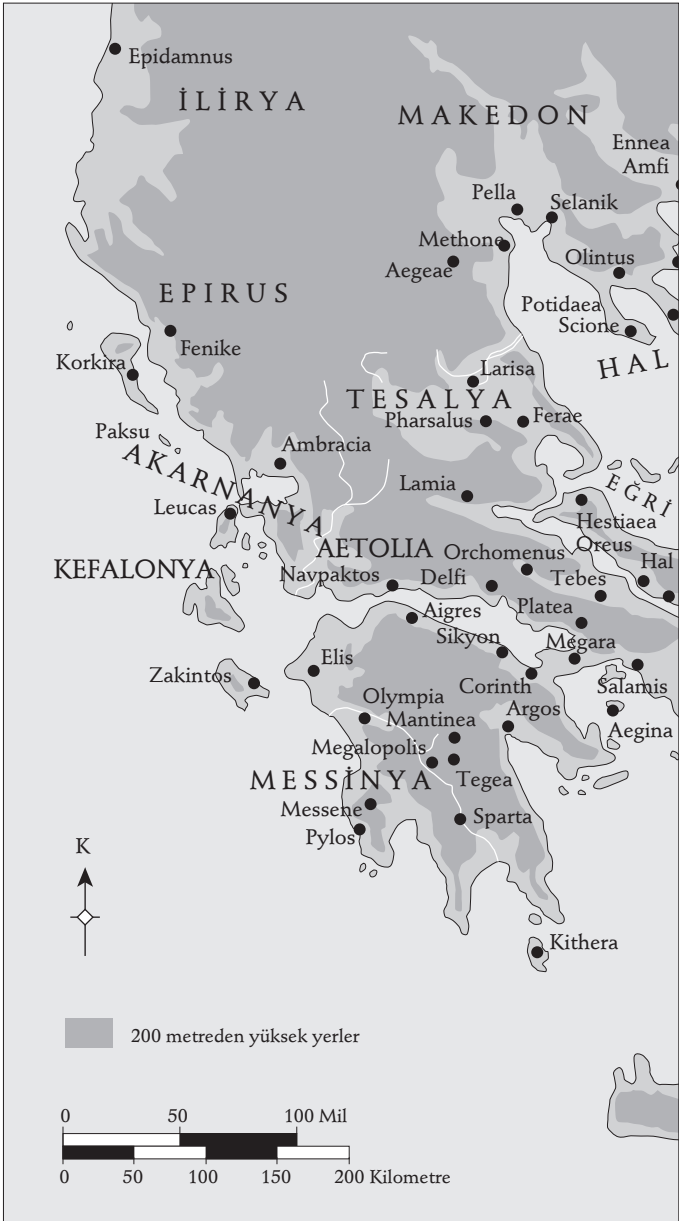 Epidamnus
İLİRYA
MAKEDON
Ennea
Amfi
Pella
Selanik
Methone
Aegeae
Olintus
EPIRUS
Potidaea
Scione
Fenike
Korkira
HAL
Larisa
TESALYA
Pharsalus
Ferae
Paksu
AKARNANYA
Ambracia
Lamia
EĞRİ
Leucas
Hestiaea
Oreus
AETOLIA
Orchomenus
Hal
KEFALONYA
Navpaktos
Delfi
Tebes
Platea
Aigres
Sikyon
Megara
Elis
Zakintos
Corinth
Salamis
Olympia
Argos
Mantinea
Aegina
Megalopolis
MESSİNYA
Tegea
Messene
Sparta
Pylos
K
Kithera
200 metreden yüksek yerler
0 50 100 Mil
0 50 100 150 200 Kilometre